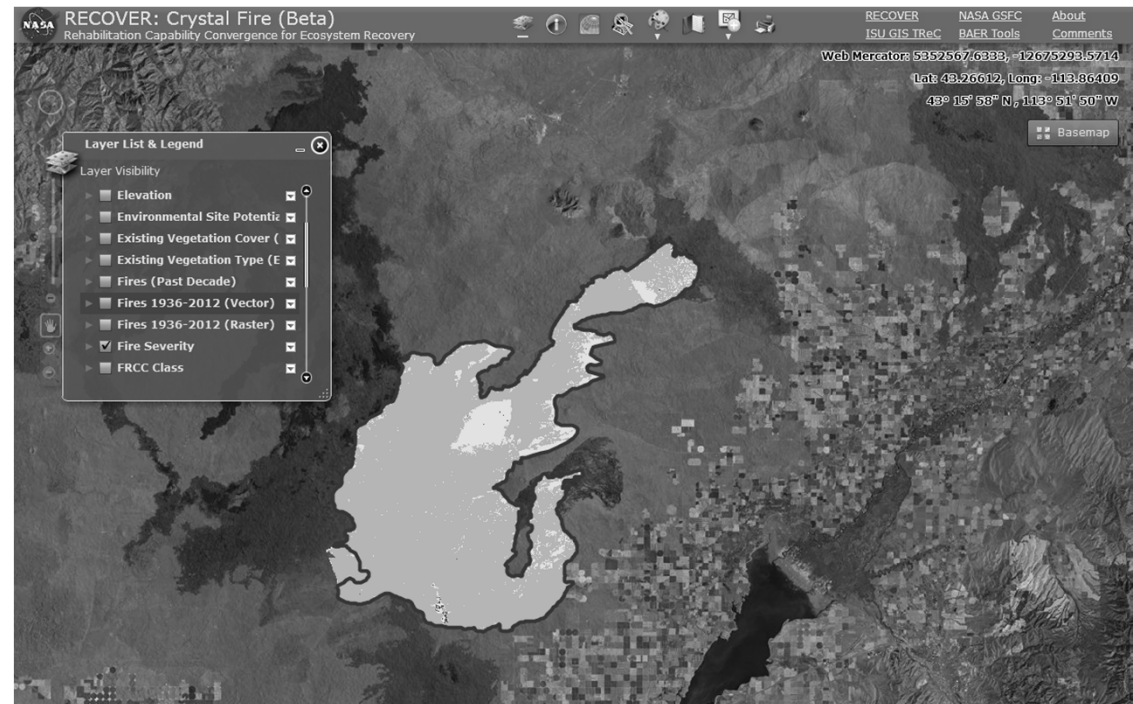 NASA
RECOVER: Crystal Fire (Beta)
Rehabilitation Capability Convergence for Ecosystem Recovery
RECOVER NASA GSFC About
ISU GIS TReC BAER Tools Comments
Web Mercator: 5352567.6333, -12675293.5714
Lat: 43.26612, Long: -113.86409
43° 15' 58" N , 113° 51' 50" W
Basemap
Layer List & Legend
Layer Visibility
Elevation
Environmental Site Potentia
Existing Vegetation Cover (
Existing Vegetation Type (E
Fires (Past Decade)
Fires 1936-2012 (Vector)
Fires 1936-2012 (Raster)
Fire Severity
FRCC Class